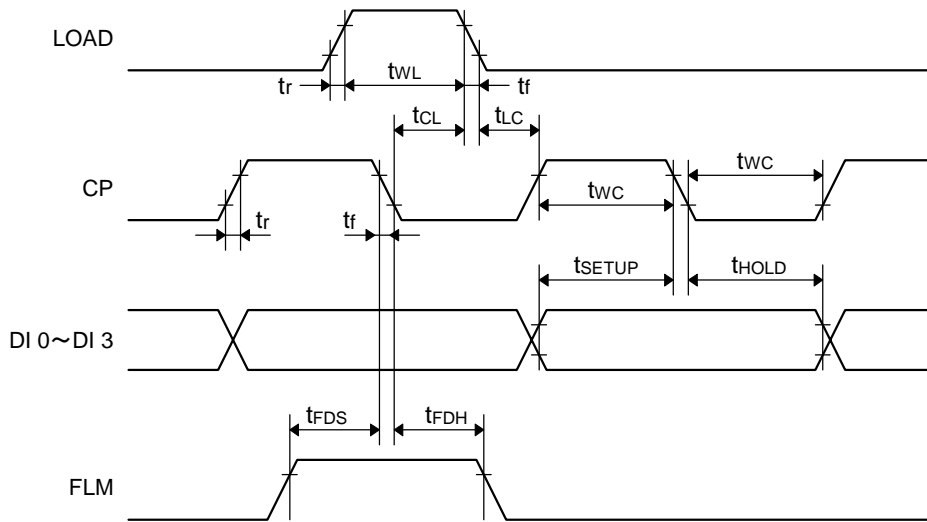 LOAD
tr
tWL
tf
tCL
tLC
CP
tWC
tr
tf
tWC
tSETUP
tHOLD
DI 0～DI 3
tFDS
tFDH
FLM